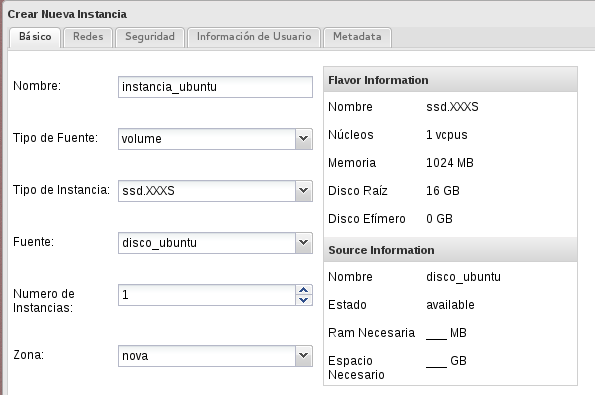 Crear Nueva Instancia
Básico Redes Seguridad Información de Usuario Metadata
Nombre: instancia_ubuntu
Tipo de Fuente: volume
Tipo de Instancia: ssd.XXXS
Fuente: disco_ubuntu
Numero de
Instancias: 1
Zona: nova
Flavor Information
Nombre ssd.XXXS
Núcleos 1 vcpus
Memoria 1024 MB
Disco Raíz 16 GB
Disco Efímero 0 GB
Source Information
Nombre disco_ubuntu
Estado available
Ram Necesaria ___ MB
Espacio ___ GB
Necesario